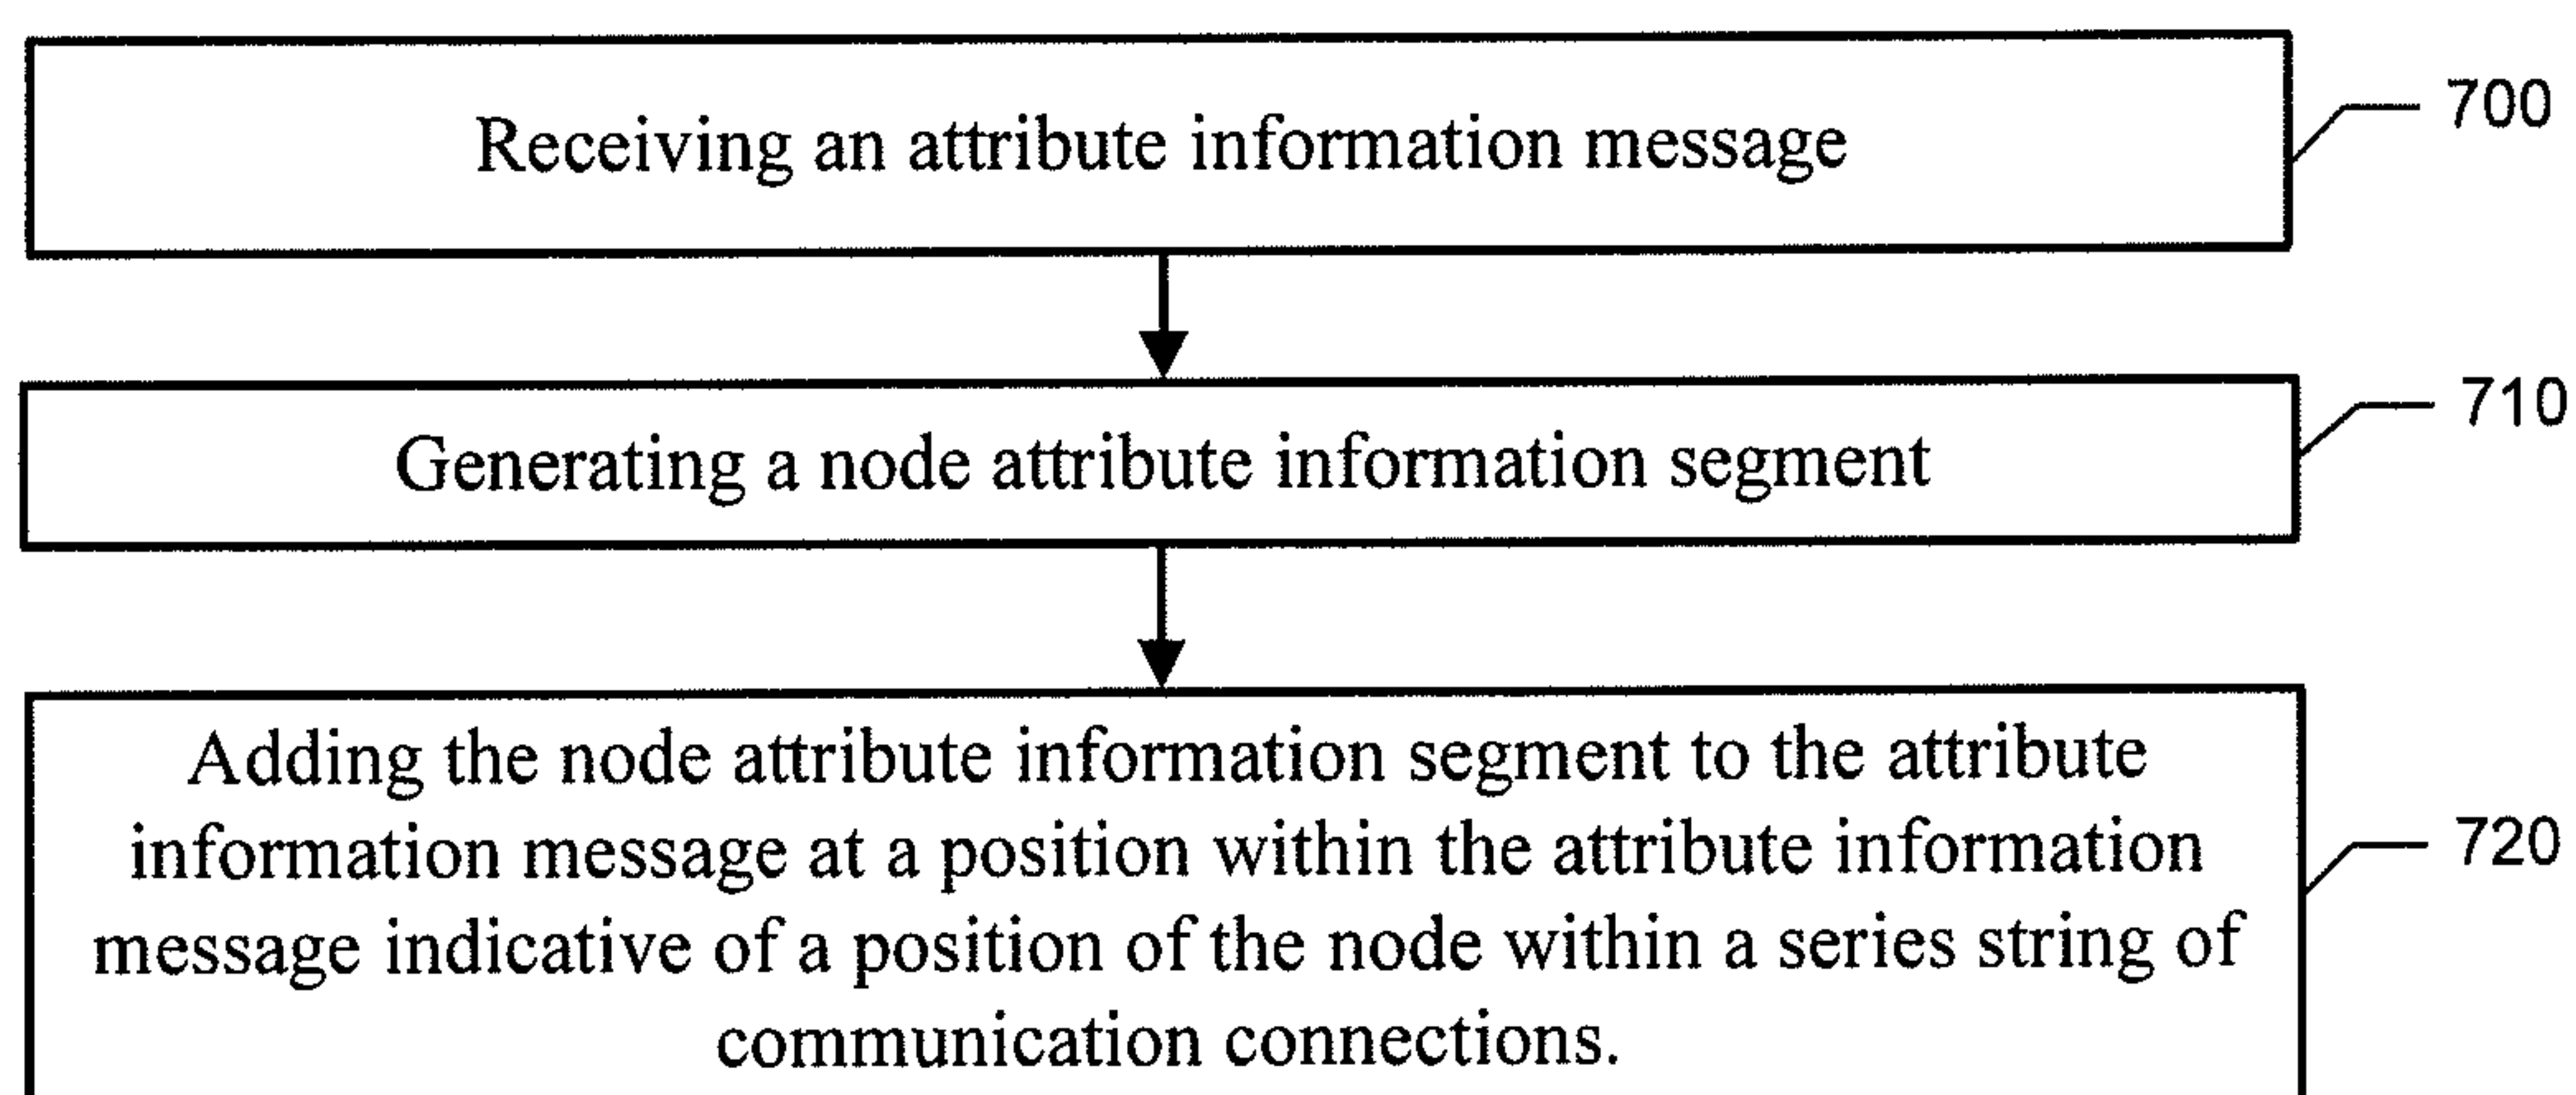 Receiving an attribute information message
700
Generating a node attribute information segment
710
Adding the node attribute information segment to the attribute
information message at a position within the attribute information
message indicative of a position of the node within a series string of
communication connections.
720